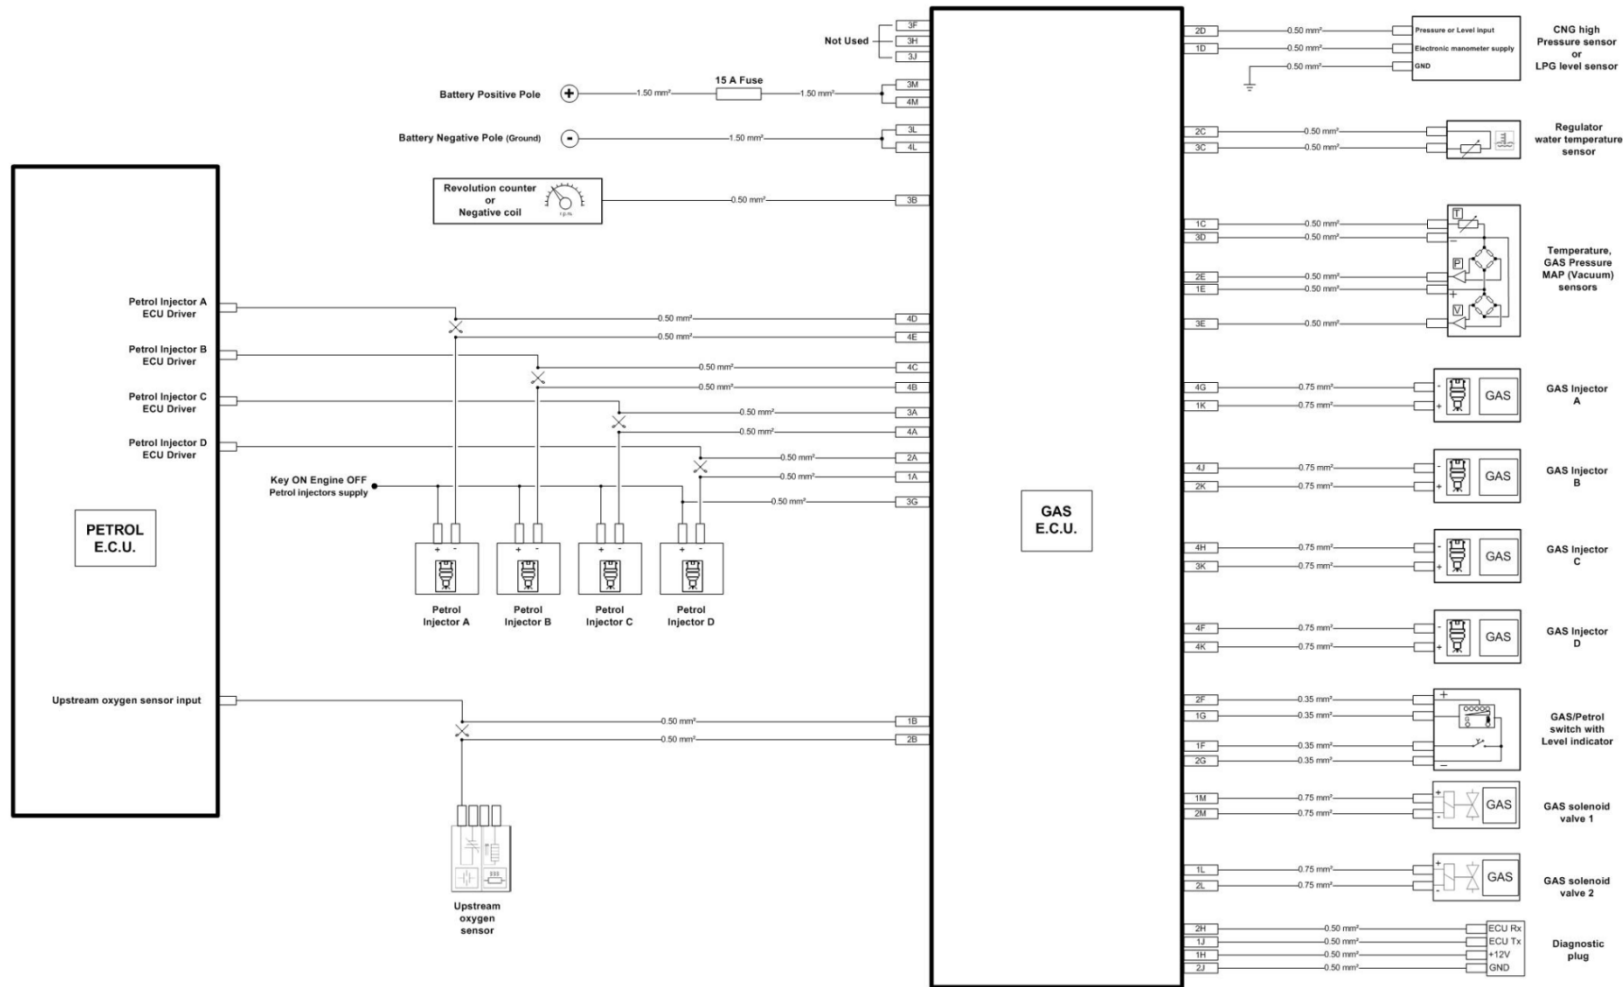 3F
Not Used
3H
3J
Battery Positive Pole
+
1.50 mm²
15 A Fuse
1.50 mm²
3M
4M
Battery Negative Pole (Ground)
-
1.50 mm²
3L
4L
Revolution counter
or
Negative coil
r.p.m.
0.50 mm²
3B
Petrol Injector A
ECU Driver
0.50 mm²
4D
0.50 mm²
4E
Petrol Injector B
ECU Driver
0.50 mm²
4C
0.50 mm²
4B
Petrol Injector C
ECU Driver
0.50 mm²
3A
0.50 mm²
4A
Petrol Injector D
ECU Driver
0.50 mm²
2A
0.50 mm²
1A
Key ON Engine OFF
Petrol injectors supply
0.50 mm²
3G
PETROL
E.C.U.
+ -
+ -
+ -
+ -
Petrol
Injector A
Petrol
Injector B
Petrol
Injector C
Petrol
Injector D
Upstream oxygen sensor input
0.50 mm²
1B
0.50 mm²
2B
Upstream
oxygen
sensor
GAS
E.C.U.
2D
0.50 mm²
Pressure or Level input
1D
0.50 mm²
Electronic manometer supply
0.50 mm²
GND
CNG high
Pressure sensor
or
LPG level sensor
2C
0.50 mm²
3C
0.50 mm²
Regulator
water temperature
sensor
1C
0.50 mm²
T
3D
0.50 mm²
-
2E
0.50 mm²
P
1E
0.50 mm²
+
3E
0.50 mm²
V
Temperature,
GAS Pressure
MAP (Vacuum)
sensors
4G
0.75 mm²
-
1K
0.75 mm²
+
GAS
GAS Injector
A
4J
0.75 mm²
-
2K
0.75 mm²
+
GAS
GAS Injector
B
4H
0.75 mm²
-
3K
0.75 mm²
+
GAS
GAS Injector
C
4F
0.75 mm²
-
4K
0.75 mm²
+
GAS
GAS Injector
D
2F
0.35 mm²
+
1G
0.35 mm²
1F
0.35 mm²
2G
0.35 mm²
-
GAS/Petrol
switch with
Level indicator
1M
0.75 mm²
+
2M
0.75 mm²
-
GAS
GAS solenoid
valve 1
1L
0.75 mm²
+
2L
0.75 mm²
-
GAS
GAS solenoid
valve 2
2H
0.50 mm²
ECU Rx
1J
0.50 mm²
ECU Tx
1H
0.50 mm²
+12V
2J
0.50 mm²
GND
Diagnostic
plug